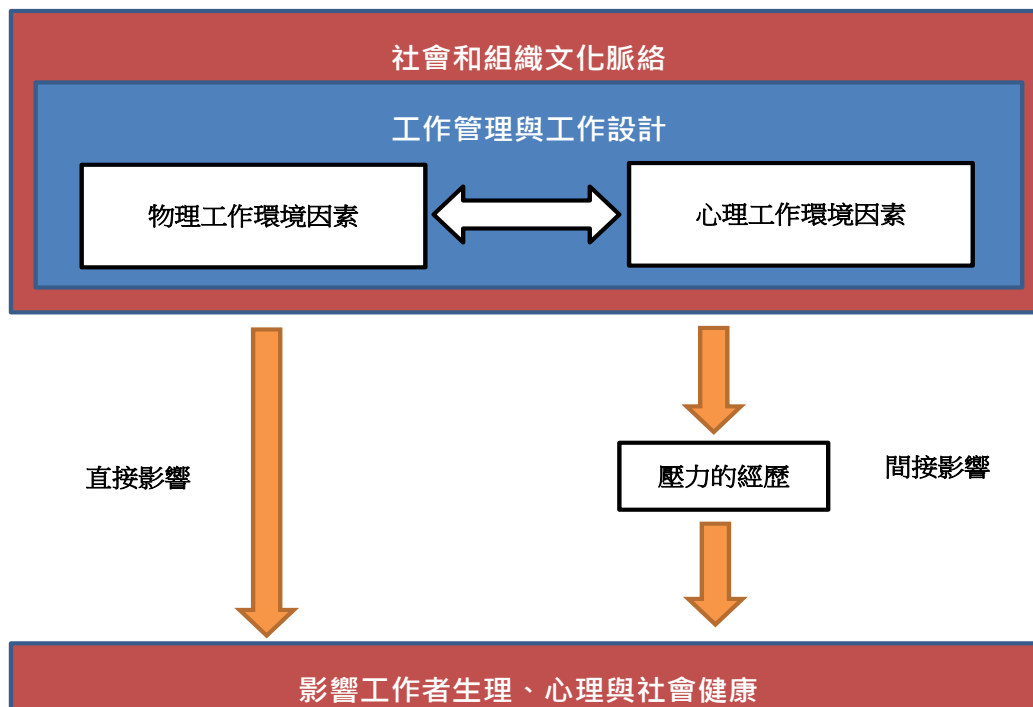 社會和組織文化脈絡
工作管理與工作設計
物理工作環境因素
心理工作環境因素
直接影響
壓力的經歷
間接影響
影響工作者生理、心理與社會健康